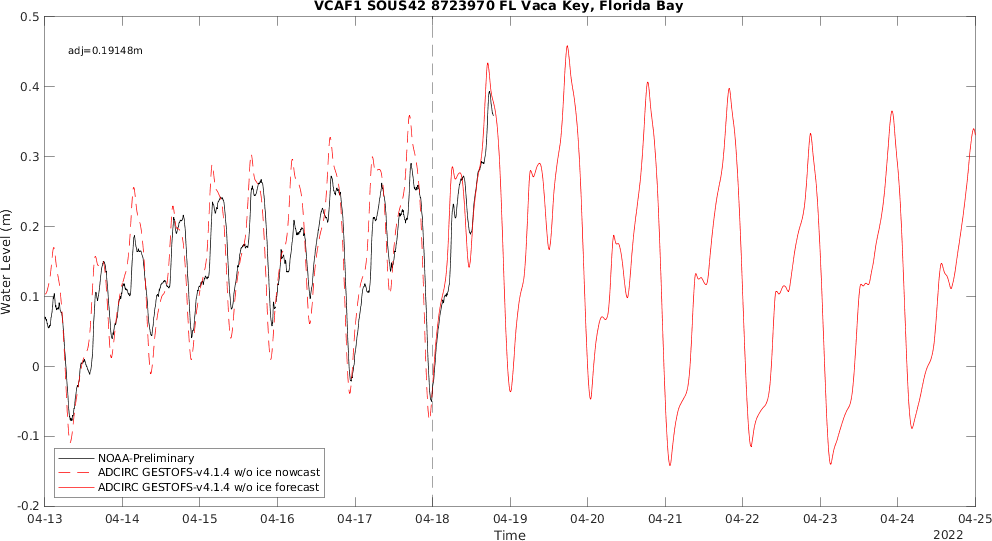 VCAF1 SOUS42 8723970 FL Vaca Key, Florida Bay
adj=0.19148m
0.5
0.4
0.3
0.2
0.1
0
-0.1
-0.2
Water Level (m)
NOAA-Preliminary
ADCIRC GESTOFS-v4.1.4 w/o ice nowcast
ADCIRC GESTOFS-v4.1.4 w/o ice forecast
04-13 04-14 04-15 04-16 04-17 04-18 04-19 04-20 04-21 04-22 04-23 04-24 04-25
Time
2022